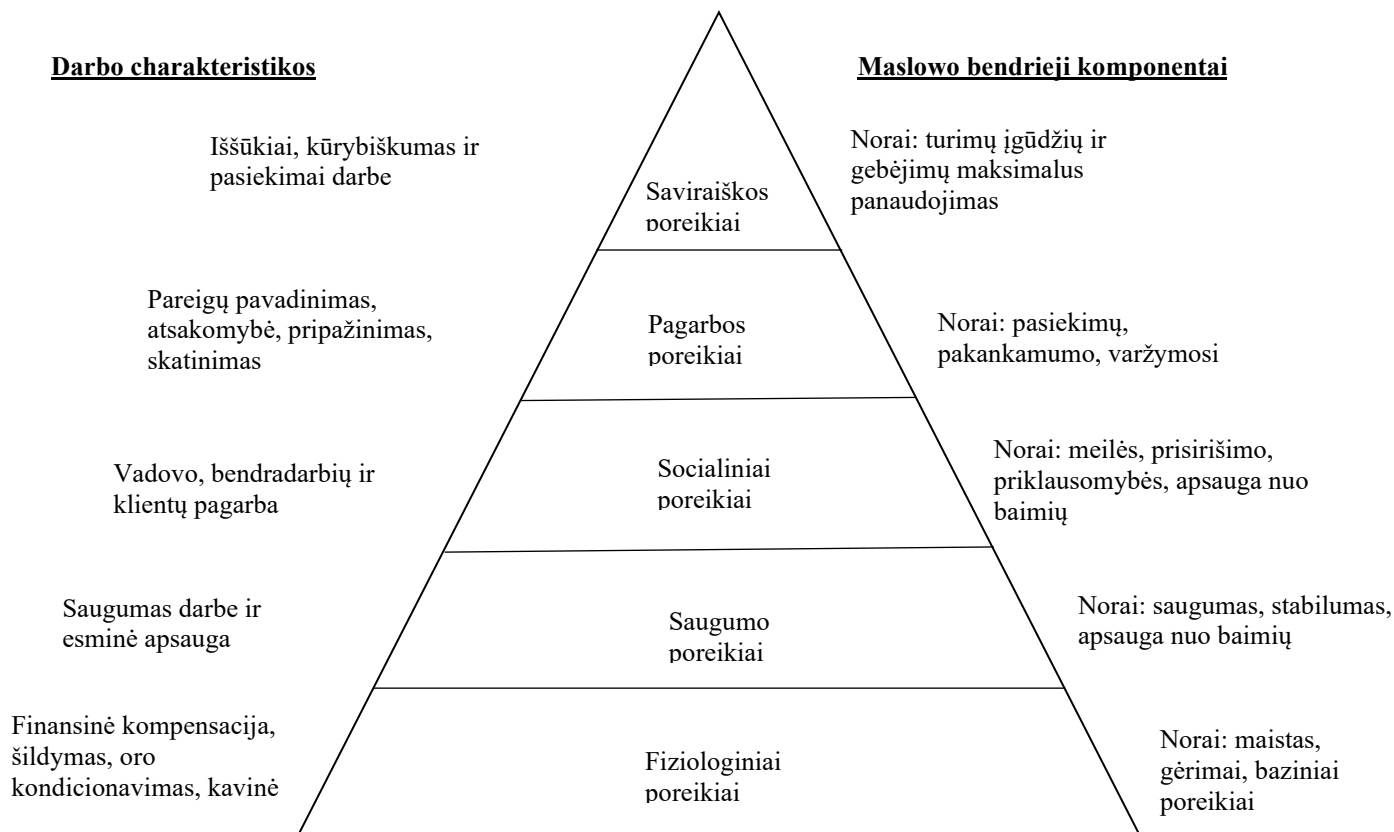 Darbo charakteristikos
Maslowo bendrieji komponentai
Iššūkiai, kūrybiškumas ir
pasiekimai darbe
Saviraiškos
poreikiai
Norai: turimų įgūdžių ir
gebėjimų maksimalus
panaudojimas
Pareigų pavadinimas,
atsakomybė, pripažinimas,
skatinimas
Pagarbos
poreikiai
Norai: pasiekimų,
pakankamumo, varžymosi
Vadovo, bendradarbių ir
klientų pagarba
Socialiniai
poreikiai
Norai: meilės, prisirišimo,
priklausomybės, apsauga nuo
baimių
Saugumas darbe ir
esminė apsauga
Saugumo
poreikiai
Norai: saugumas, stabilumas,
apsauga nuo baimių
Finansinė kompensacija,
šildymas, oro
kondicionavimas, kavinė
Fiziologiniai
poreikiai
Norai: maistas,
gėrimai, baziniai
poreikiai